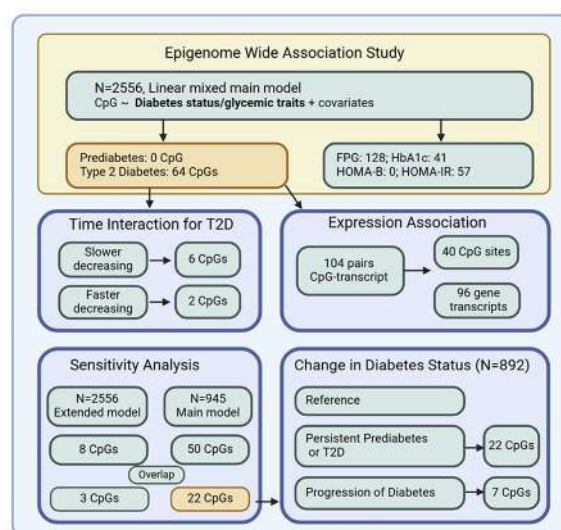 Epigenome Wide Association Study
N=2556, Linear mixed main model
CpG ~ Diabetes status/glycemic traits + covariates
Prediabetes: 0 CpG
Type 2 Diabetes: 64 CpGs
FPG: 128; HbA1c: 41
HOMA-B: 0; HOMA-IR: 57
Time Interaction for T2D
Slower
decreasing
6 CpGs
Faster
decreasing
2 CpGs
Expression Association
104 pairs
CpG-transcript
40 CpG sites
96 gene
transcripts
Sensitivity Analysis
N=2556
Extended model
N=945
Main model
8 CpGs
50 CpGs
Overlap
3 CpGs
22 CpGs
Change in Diabetes Status (N=892)
Reference
Persistent Prediabetes
or T2D
22 CpGs
Progression of Diabetes
7 CpGs